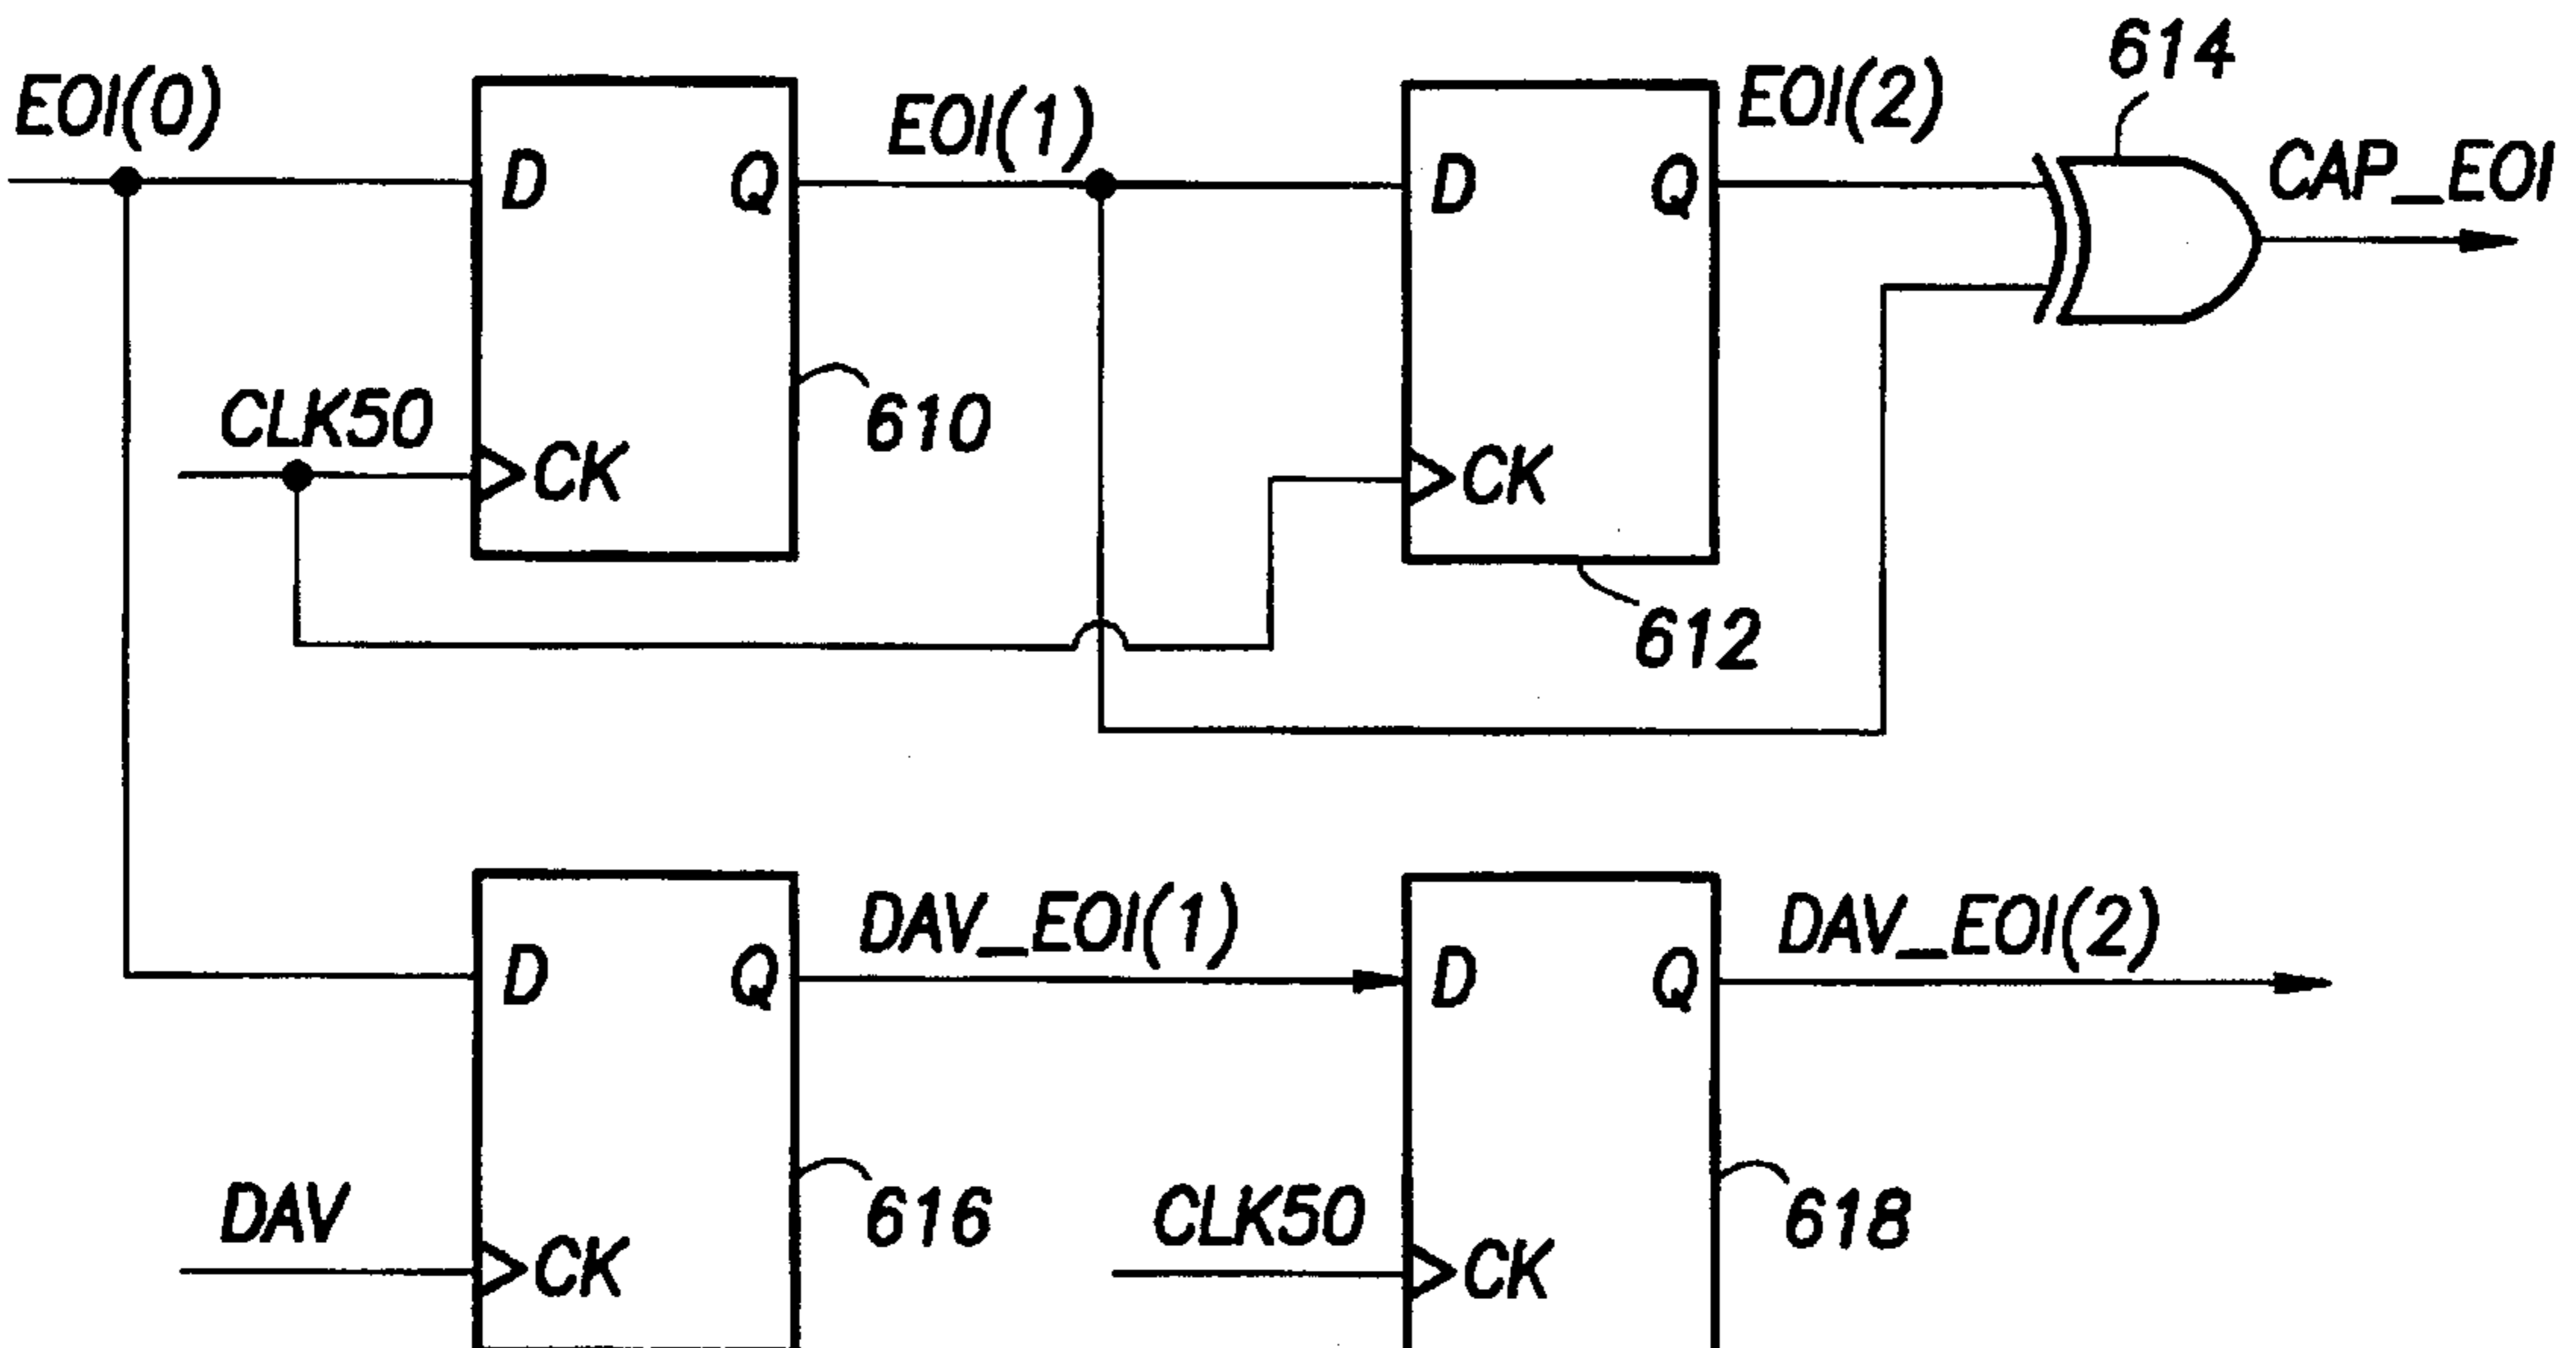 614
EOI(0)
EOI(1)
EOI(2)
CAP_EOI
D
Q
D
Q
CLK50
610
CK
CK
612
DAV_EOI(1)
DAV_EOI(2)
D
Q
D
Q
DAV
616
CLK50
618
CK
CK